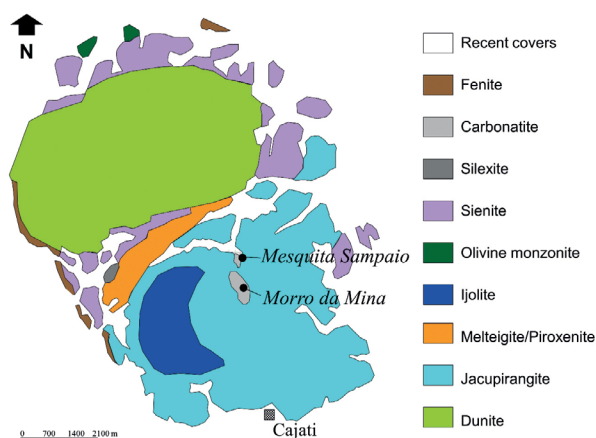 N
Recent covers
Fenite
Carbonatite
Silexite
Sienite
Olivine monzonite
Ijolite
Melteigite/Piroxenite
Jacupirangite
Dunite
Mesquita Sampaio
Morro da Mina
Cajati
0 700 1400 2100 m